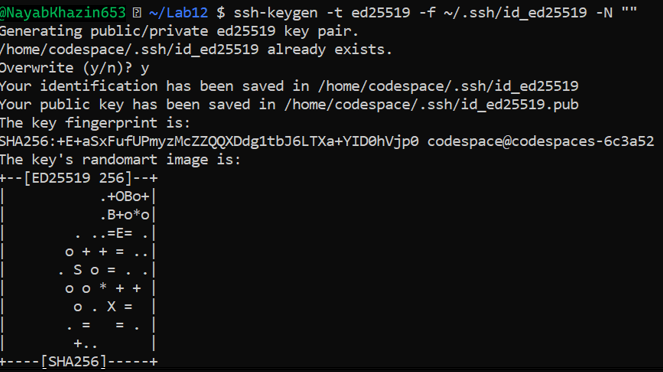 @NayabKhazin653 ~/Lab12 $ ssh-keygen -t ed25519 -f ~/.ssh/id_ed25519 -N ""
Generating public/private ed25519 key pair.
/home/codespace/.ssh/id_ed25519 already exists.
Overwrite (y/n)? y
Your identification has been saved in /home/codespace/.ssh/id_ed25519
Your public key has been saved in /home/codespace/.ssh/id_ed25519.pub
The key fingerprint is:
SHA256:+E+aSxFufUPmyzMcZZQQXDdg1tbJ6LTXa+YID0hVjp0 codespace@codespaces-6c3a52
The key's randomart image is:
+--[ED25519 256]--+
|           .+OBo+|
|           .B+o*o|
|        . ..=E= .|
|       o + + = ..|
|      . S o = . .|
|       o o * + + |
|        o . X =  |
|       . =   = . |
|        +..      |
+----[SHA256]-----+